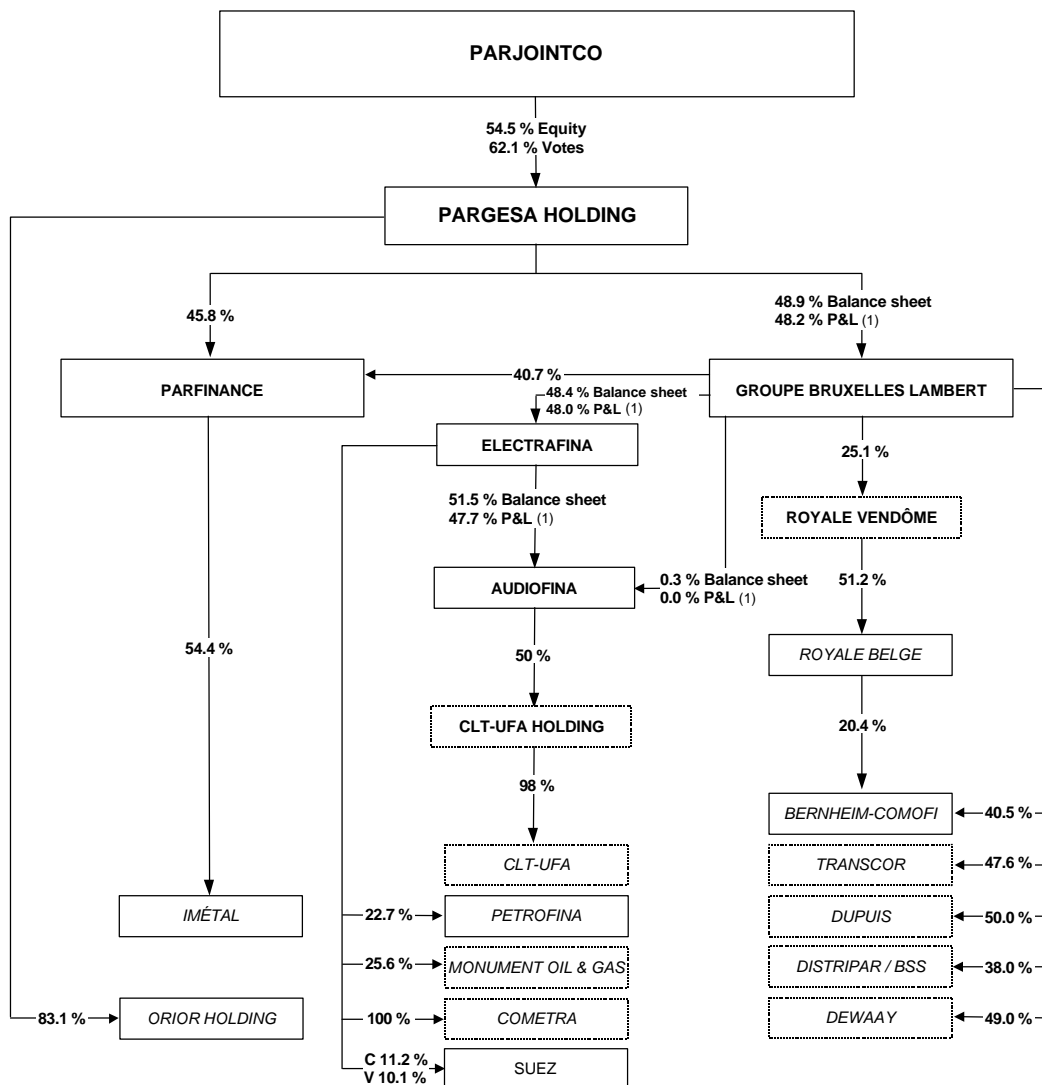 PARJOINTCO
54.5 % Equity
62.1 % Votes
PARGESA HOLDING
45.8 %
48.9 % Balance sheet
48.2 % P&L (1)
PARFINANCE
40.7 %
GROUPE BRUXELLES LAMBERT
48.4 % Balance sheet
48.0 % P&L (1)
ELECTRAFINA
25.1 %
51.5 % Balance sheet
47.7 % P&L (1)
ROYALE VENDÔME
AUDIOFINA
0.3 % Balance sheet
0.0 % P&L (1)
51.2 %
54.4 %
50 %
ROYALE BELGE
CLT-UFA HOLDING
20.4 %
98 %
BERNHEIM-COMOFI
40.5 %
CLT-UFA
TRANSCOR
47.6 %
IMÉTAL
22.7 %
PETROFINA
DUPUIS
50.0 %
25.6 %
MONUMENT OIL & GAS
DISTRIPAR / BSS
38.0 %
83.1 %
ORIOR HOLDING
100 %
COMETRA
DEWAAY
49.0 %
C 11.2 %
V 10.1 %
SUEZ